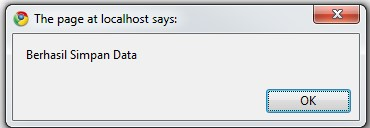 The page at localhost says:
Berhasil Simpan Data
OK